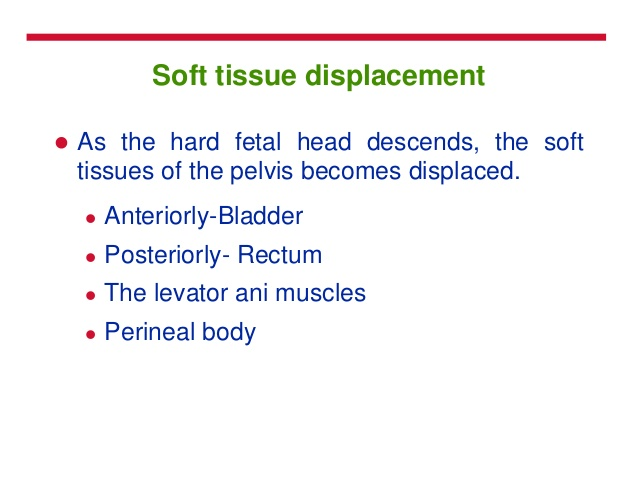 Soft tissue displacement
As the hard fetal head descends, the soft
tissues of the pelvis becomes displaced.
Anteriorly-Bladder
Posteriorly- Rectum
The levator ani muscles
Perineal body